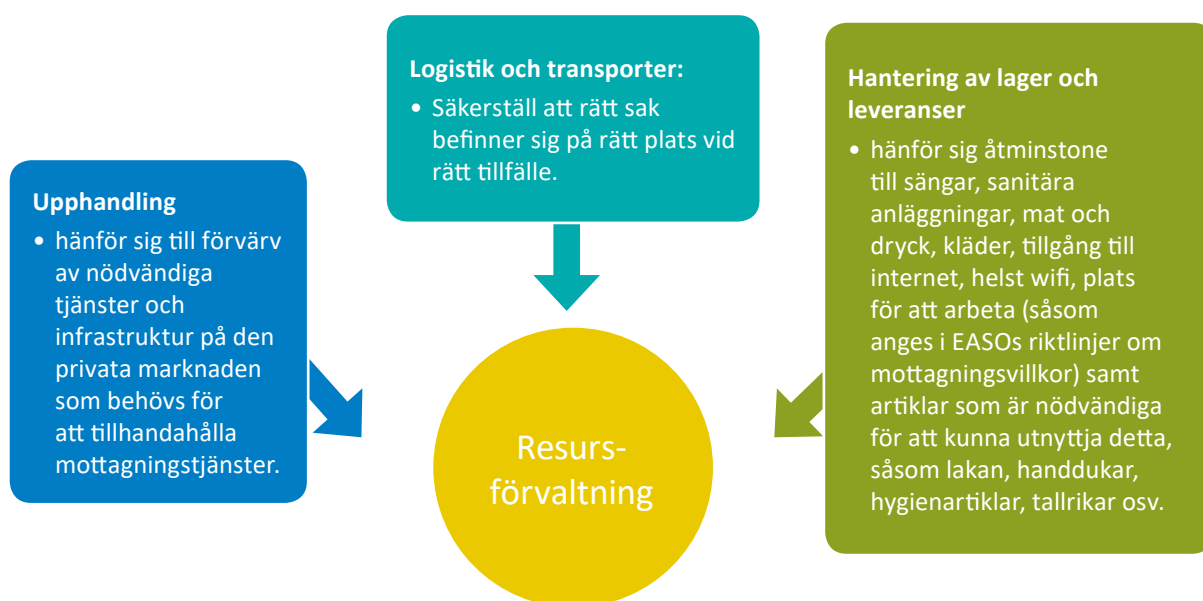 Upphandling
• hänför sig till förvärv
av nödvändiga
tjänster och
infrastruktur på den
privata marknaden
som behövs för
att tillhandahålla
mottagningstjänster.
Logistik och transporter:
• Säkerställ att rätt sak
befinner sig på rätt plats vid
rätt tillfälle.
Hantering av lager och
leveranser
• hänför sig åtminstone
till sängar, sanitära
anläggningar, mat och
dryck, kläder, tillgång till
internet, helst wifi, plats
för att arbeta (såsom
anges i EASOs riktlinjer om
mottagningsvillkor) samt
artiklar som är nödvändiga
för att kunna utnyttja detta,
såsom lakan, handdukar,
hygienartiklar, tallrikar osv.
Resurs-
förvaltning